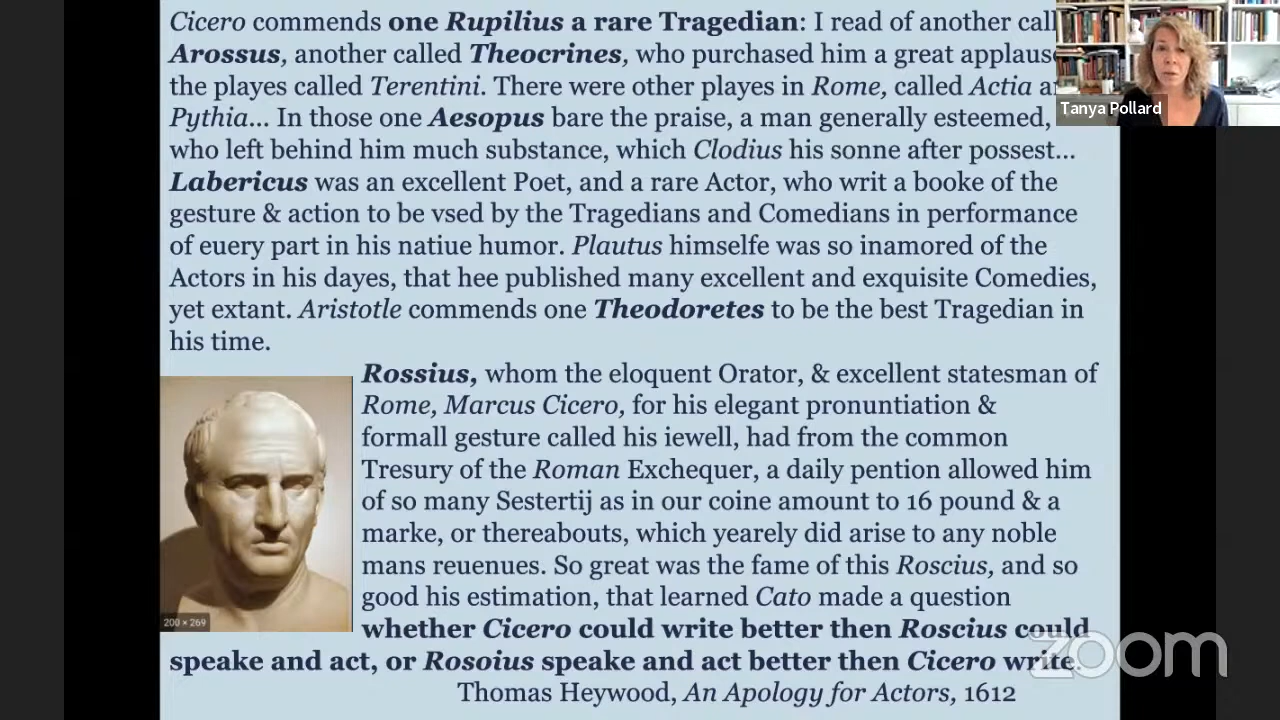 Cicero commends one Rupilius a rare Tragedian: I read of another call
Arossus, another called Theocrines, who purchased him a great applause
the playes called Terentini. There were other playes in Rome, called Actia
Pythia... In those one Aesopus bare the praise, a man generally esteemed,
who left behind him much substance, which Clodius his sonne after possest...
Labericus was an excellent Poet, and a rare Actor, who writ a booke of the
gesture & action to be vsed by the Tragedians and Comedians in performance
of euery part in his natiue humor. Plautus himselfe was so inamored of the
Actors in his dayes, that hee published many excellent and exquisite Comedies,
yet extant. Aristotle commends one Theodoretes to be the best Tragedian in
his time.
Rossius, whom the eloquent Orator, & excellent statesman of
Rome, Marcus Cicero, for his elegant pronuntiation &
formall gesture called his iewell, had from the common
Tresury of the Roman Exchequer, a daily pention allowed him
of so many Sestertij as in our coine amount to 16 pound & a
marke, or thereabouts, which yearely did arise to any noble
mans reuenues. So great was the fame of this Roscius, and so
good his estimation, that learned Cato made a question
whether Cicero could write better then Roscius could
speake and act, or Rosoius speake and act better then Cicero write.
Thomas Heywood, An Apology for Actors, 1612
200 × 269
Tanya Pollard
zoom